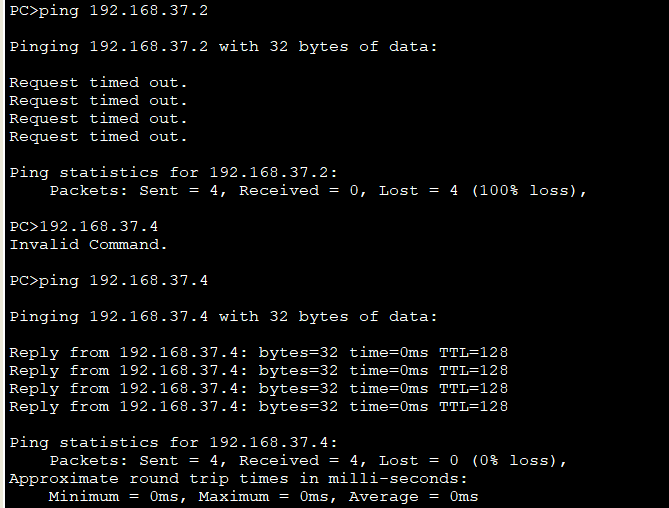 PC>ping 192.168.37.2
Pinging 192.168.37.2 with 32 bytes of data:
Request timed out.
Request timed out.
Request timed out.
Request timed out.
Ping statistics for 192.168.37.2:
    Packets: Sent = 4, Received = 0, Lost = 4 (100% loss),
PC>192.168.37.4
Invalid Command.
PC>ping 192.168.37.4
Pinging 192.168.37.4 with 32 bytes of data:
Reply from 192.168.37.4: bytes=32 time=0ms TTL=128
Reply from 192.168.37.4: bytes=32 time=0ms TTL=128
Reply from 192.168.37.4: bytes=32 time=0ms TTL=128
Reply from 192.168.37.4: bytes=32 time=0ms TTL=128
Ping statistics for 192.168.37.4:
    Packets: Sent = 4, Received = 4, Lost = 0 (0% loss),
Approximate round trip times in milli-seconds:
    Minimum = 0ms, Maximum = 0ms, Average = 0ms